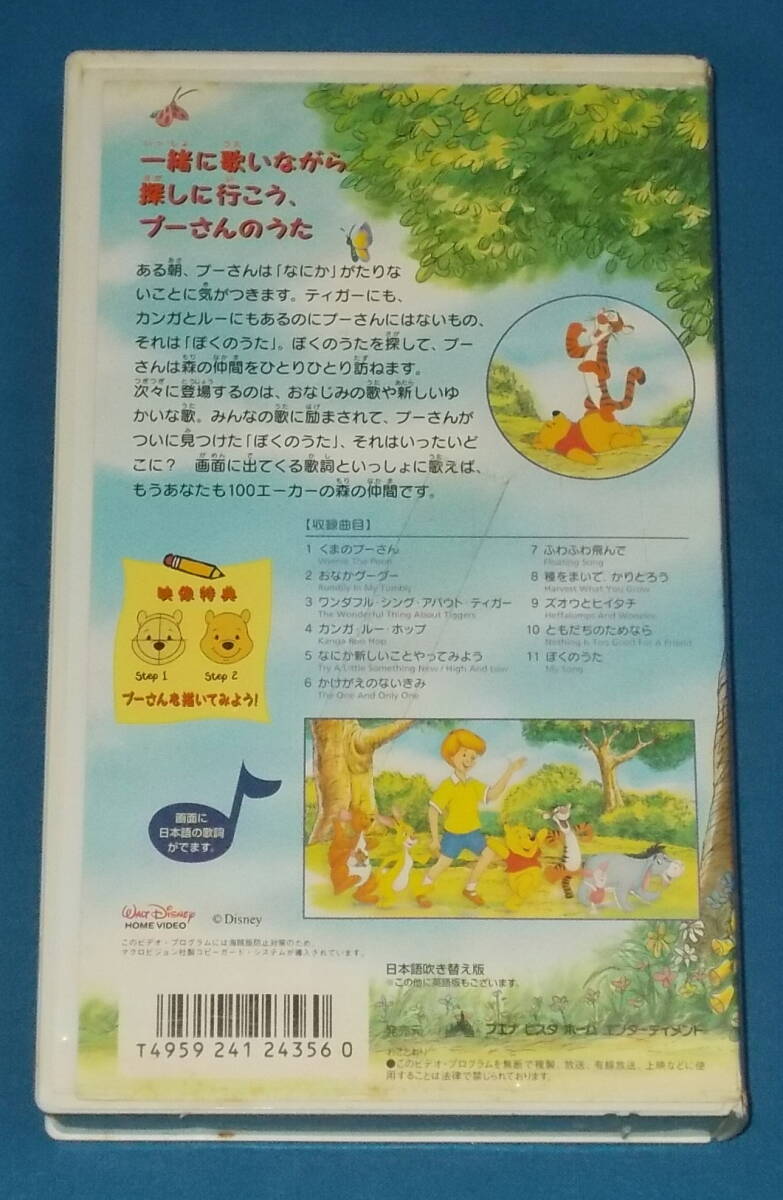 一緒に歌いながら
探しに行こう、
プーさんのうた
ある朝、プーさんは「なにか」がたりな
いことに気がつきます。ティガーにも、
カンガとルーにもあるのにプーさんにはないもの、
それは「ぼくのうた」。ぼくのうたを探して、プー
さんは森の仲間をひとりひとり訪ねます。
次々に登場するのは、おなじみの歌や新しいゆ
かいな歌。みんなの歌に励まされて、プーさんが
ついに見つけた「ぼくのうた」、それはいったいど
こに? 画面に出てくる歌詞といっしょに歌えば、
もうあなたも100エーカーの森の仲間です。
【収録曲目】
1 くまのプーさん
Winnie The Pooh
2 おなかグーグー
Rumbly In My Tumbly
3 ワンダフル・シング・アバウト・ティガー
The Wonderful Thing About Tiggers
4 カンガ・ルー・ホップ
Kanga Roo Hop
5 なにか新しいことやってみよう
Try A Little Something New / High And Low
6 かけがえのないきみ
The One And Only One
7 ふわふわ飛んで
Floating Song
8 種をまいて、かりとろう
Harvest What You Grow
9 ズオウとヒイタチ
Heffalumps And Woozles
10 ともだちのためなら
Nothing Is Too Good For A Friend
11 ぼくのうた
My Song
映像特典
Step 1 Step 2
プーさんを描いてみよう!
画面に
日本語の歌詞
がでます。
WALT DISNEY
HOME VIDEO
© Disney
このビデオ・プログラムには海賊版防止対策のため、
マクロビジョン社製コピーガード・システムが導入されています。
日本語吹き替え版
※この他に英語版もございます。
発売元 ブエナ ビスタ ホーム エンターテイメント
T4959 241 24356 0
おことわり
●このビデオ・プログラムを無断で複製、放送、有線放送、上映などに使
用することは法律で禁じられております。